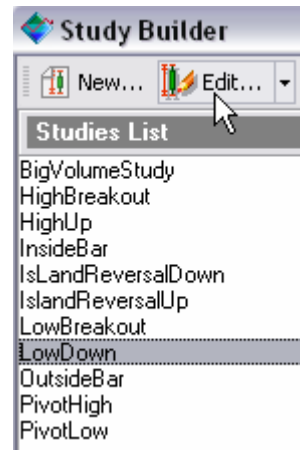 Study Builder
New... Edit...
Studies List
BigVolumeStudy
HighBreakout
HighUp
InsideBar
IsLandReversalDown
IslandReversalUp
LowBreakout
LowDown
OutsideBar
PivotHigh
PivotLow